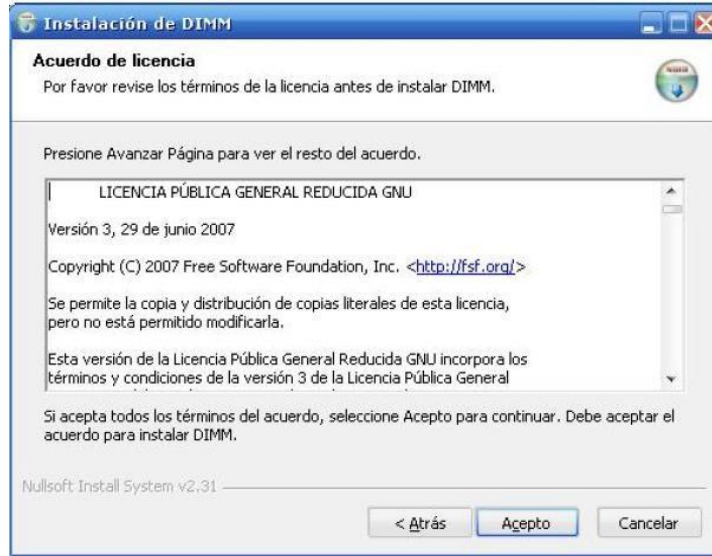 Instalación de DIMM
Acuerdo de licencia
Por favor revise los términos de la licencia antes de instalar DIMM.
Presione Avanzar Página para ver el resto del acuerdo.
LICENCIA PÚBLICA GENERAL REDUCIDA GNU
Versión 3, 29 de junio 2007
Copyright (C) 2007 Free Software Foundation, Inc. <http://fsf.org/>
Se permite la copia y distribución de copias literales de esta licencia,
pero no está permitido modificarla.
Esta versión de la Licencia Pública General Reducida GNU incorpora los
términos y condiciones de la versión 3 de la Licencia Pública General
Si acepta todos los términos del acuerdo, seleccione Acepto para continuar. Debe aceptar el
acuerdo para instalar DIMM.
Nullsoft Install System v2.31
< Atrás Acepto Cancelar